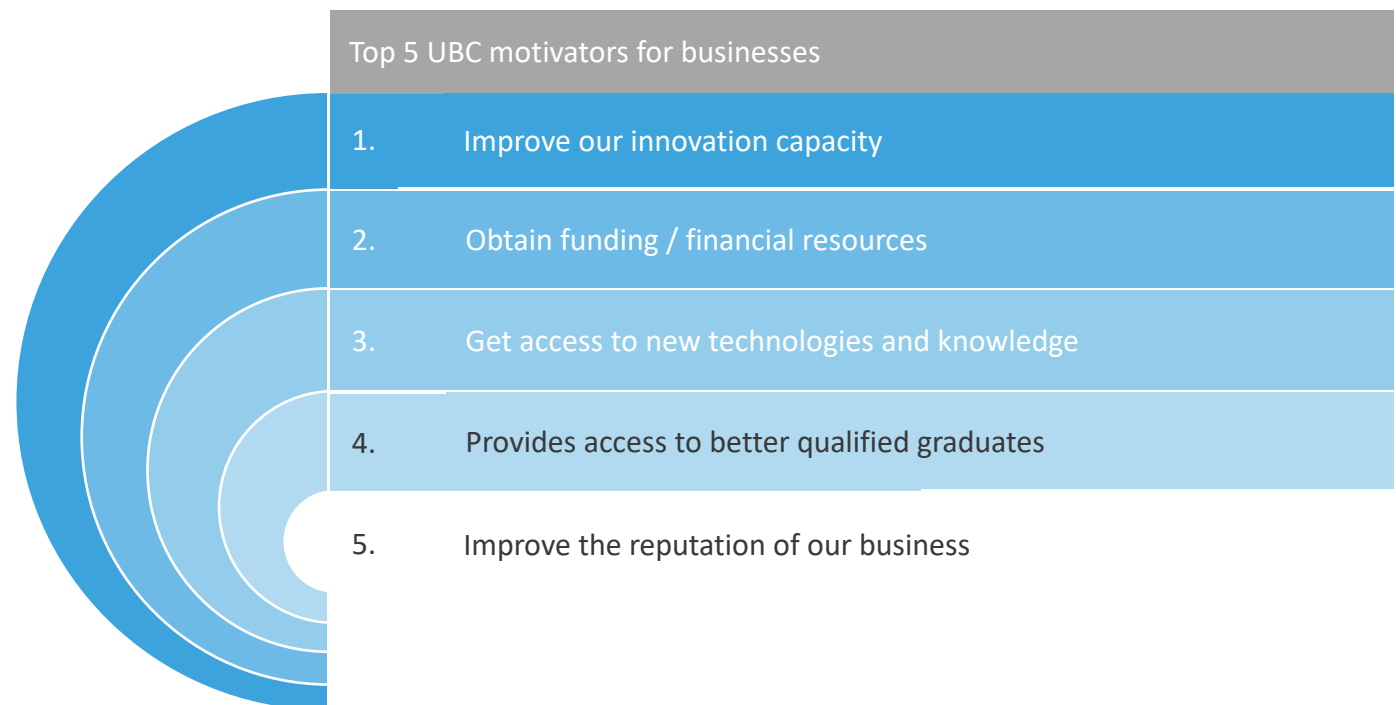 Top 5 UBC motivators for businesses
1. Improve our innovation capacity
2. Obtain funding / financial resources
3. Get access to new technologies and knowledge
4. Provides access to better qualified graduates
5. Improve the reputation of our business